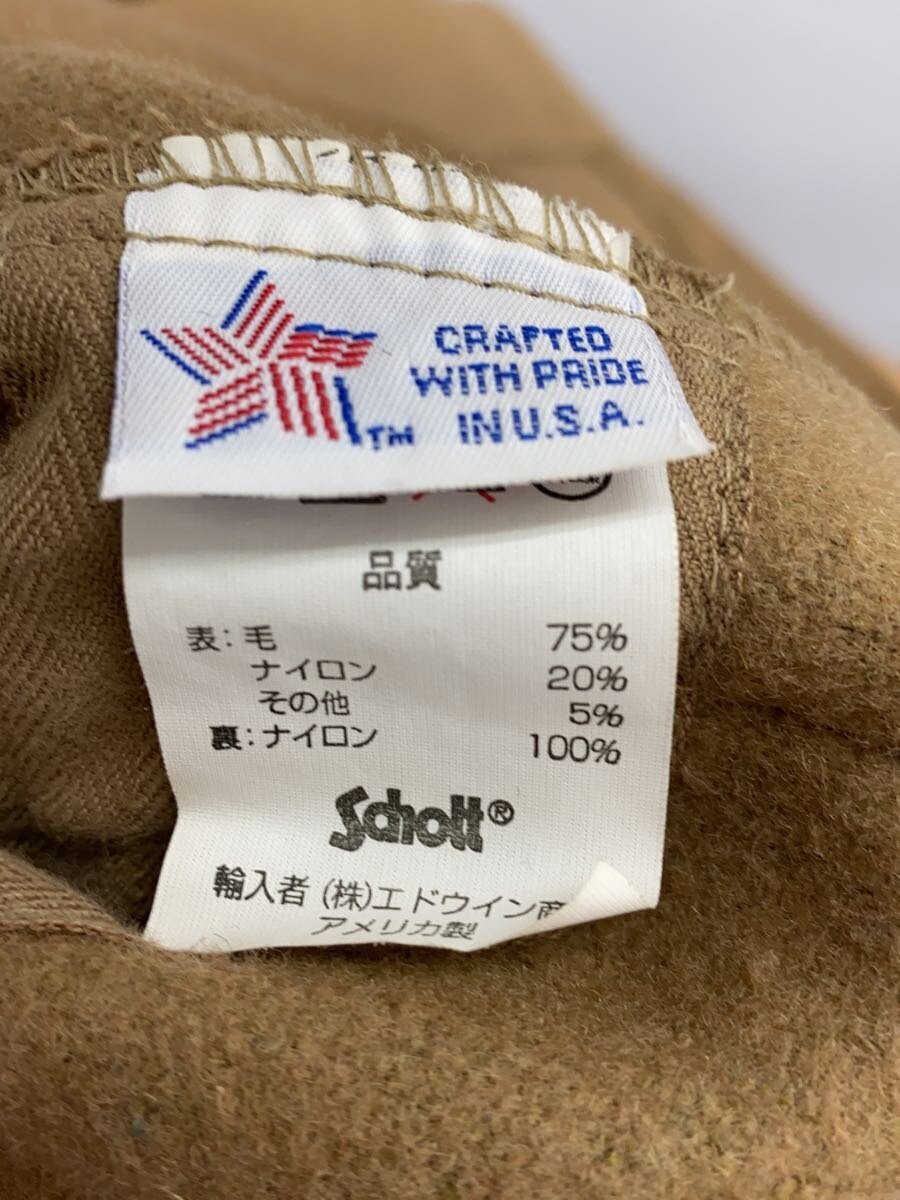 CRAFTED
WITH PRIDE
IN U.S.A.
TM
品質
表:毛 75%
ナイロン 20%
その他 5%
裏:ナイロン 100%
Schott®
輸入者 (株)エドウイン商
アメリカ製